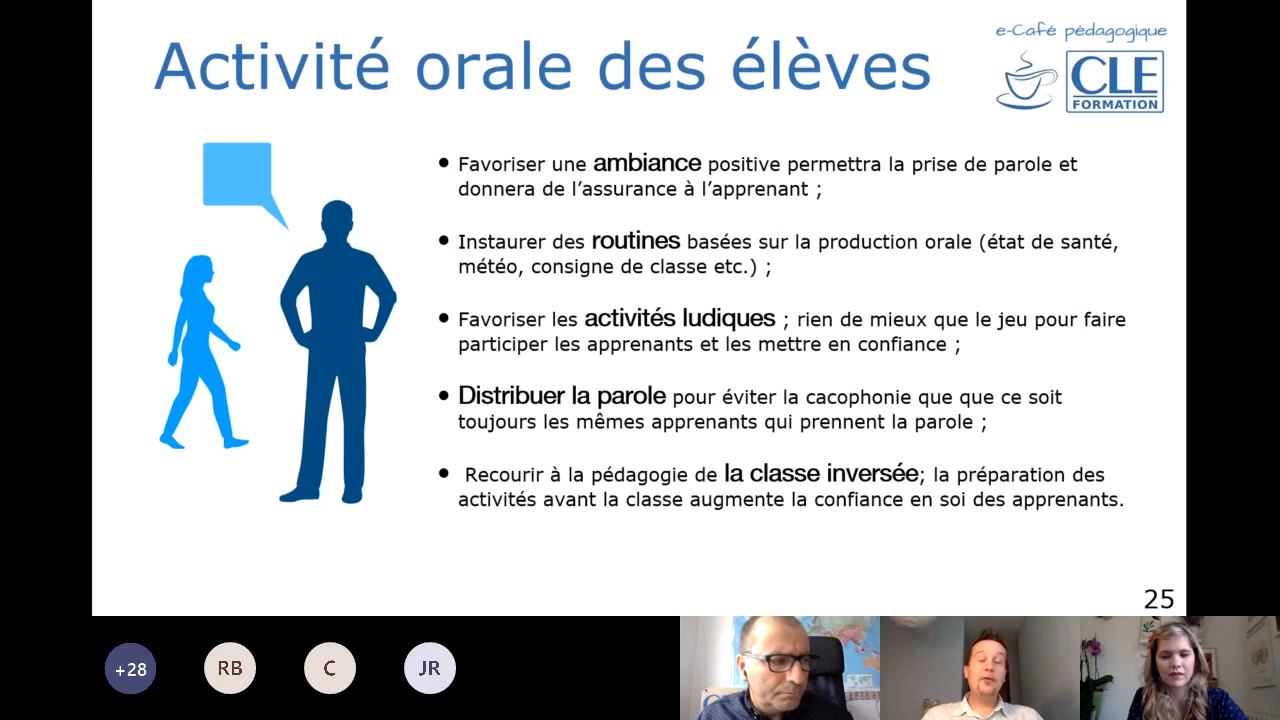 e-Café pédagogique
Activité orale des élèves
CLE
FORMATION
• Favoriser une ambiance positive permettra la prise de parole et
donnera de l’assurance à l’apprenant ;
• Instaurer des routines basées sur la production orale (état de santé,
météo, consigne de classe etc.) ;
• Favoriser les activités ludiques ; rien de mieux que le jeu pour faire
participer les apprenants et les mettre en confiance ;
• Distribuer la parole pour éviter la cacophonie que que ce soit
toujours les mêmes apprenants qui prennent la parole ;
• Recourir à la pédagogie de la classe inversée; la préparation des
activités avant la classe augmente la confiance en soi des apprenants.
25
+28
RB
C
JR